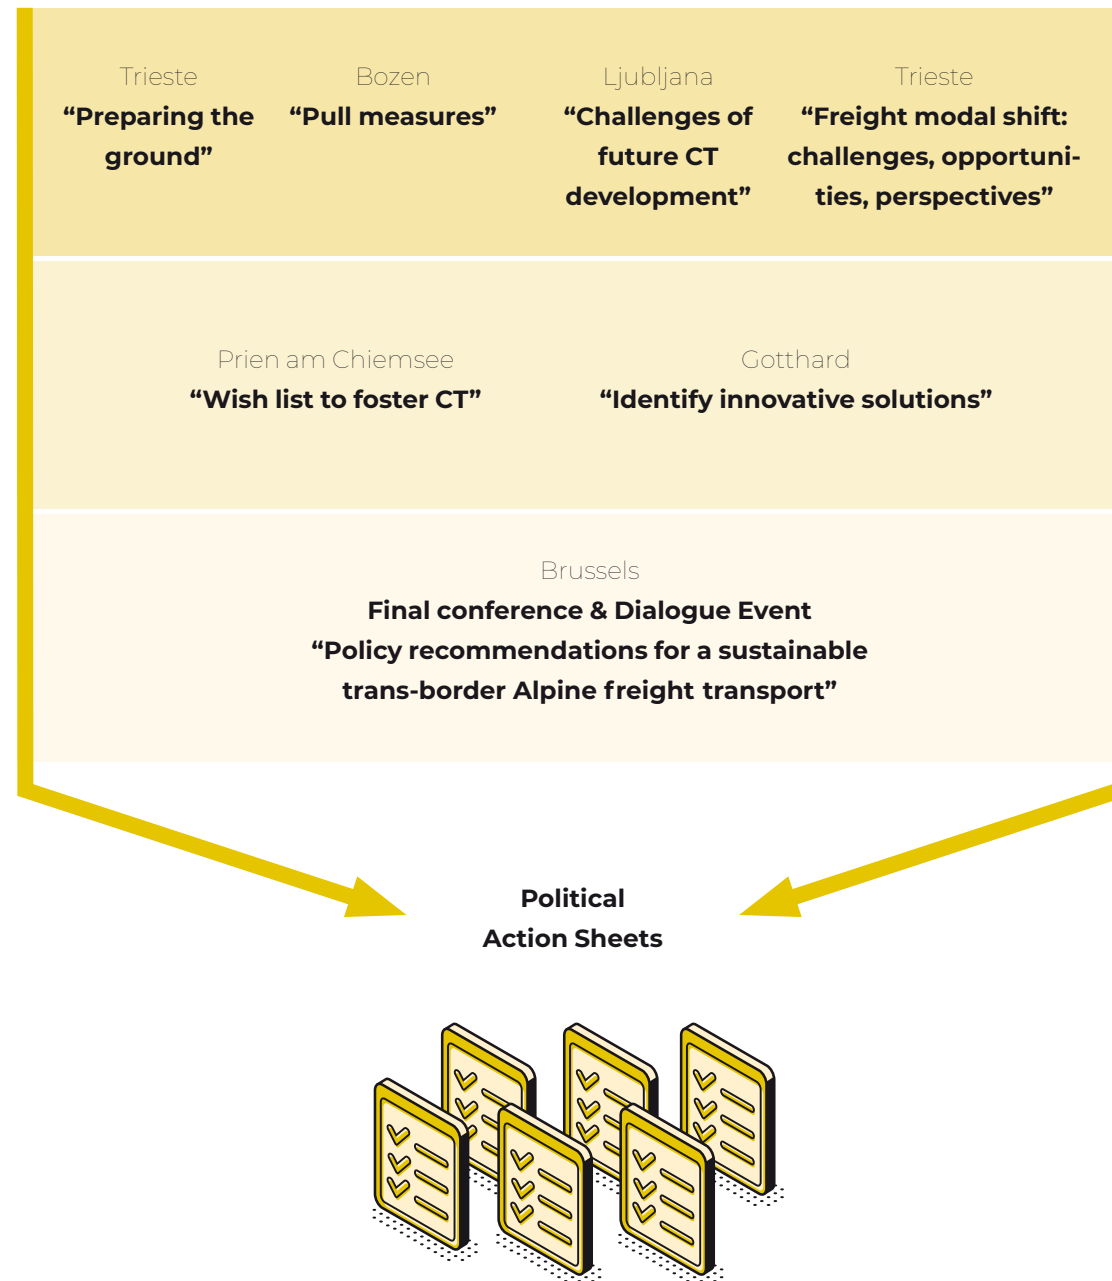 Trieste
“Preparing the
ground”
Bozen
“Pull measures”
Ljubljana
“Challenges of
future CT
development”
Trieste
“Freight modal shift:
challenges, opportuni-
ties, perspectives”
Prien am Chiemsee
“Wish list to foster CT”
Gotthard
“Identify innovative solutions”
Brussels
Final conference & Dialogue Event
“Policy recommendations for a sustainable
trans-border Alpine freight transport”
Political
Action Sheets